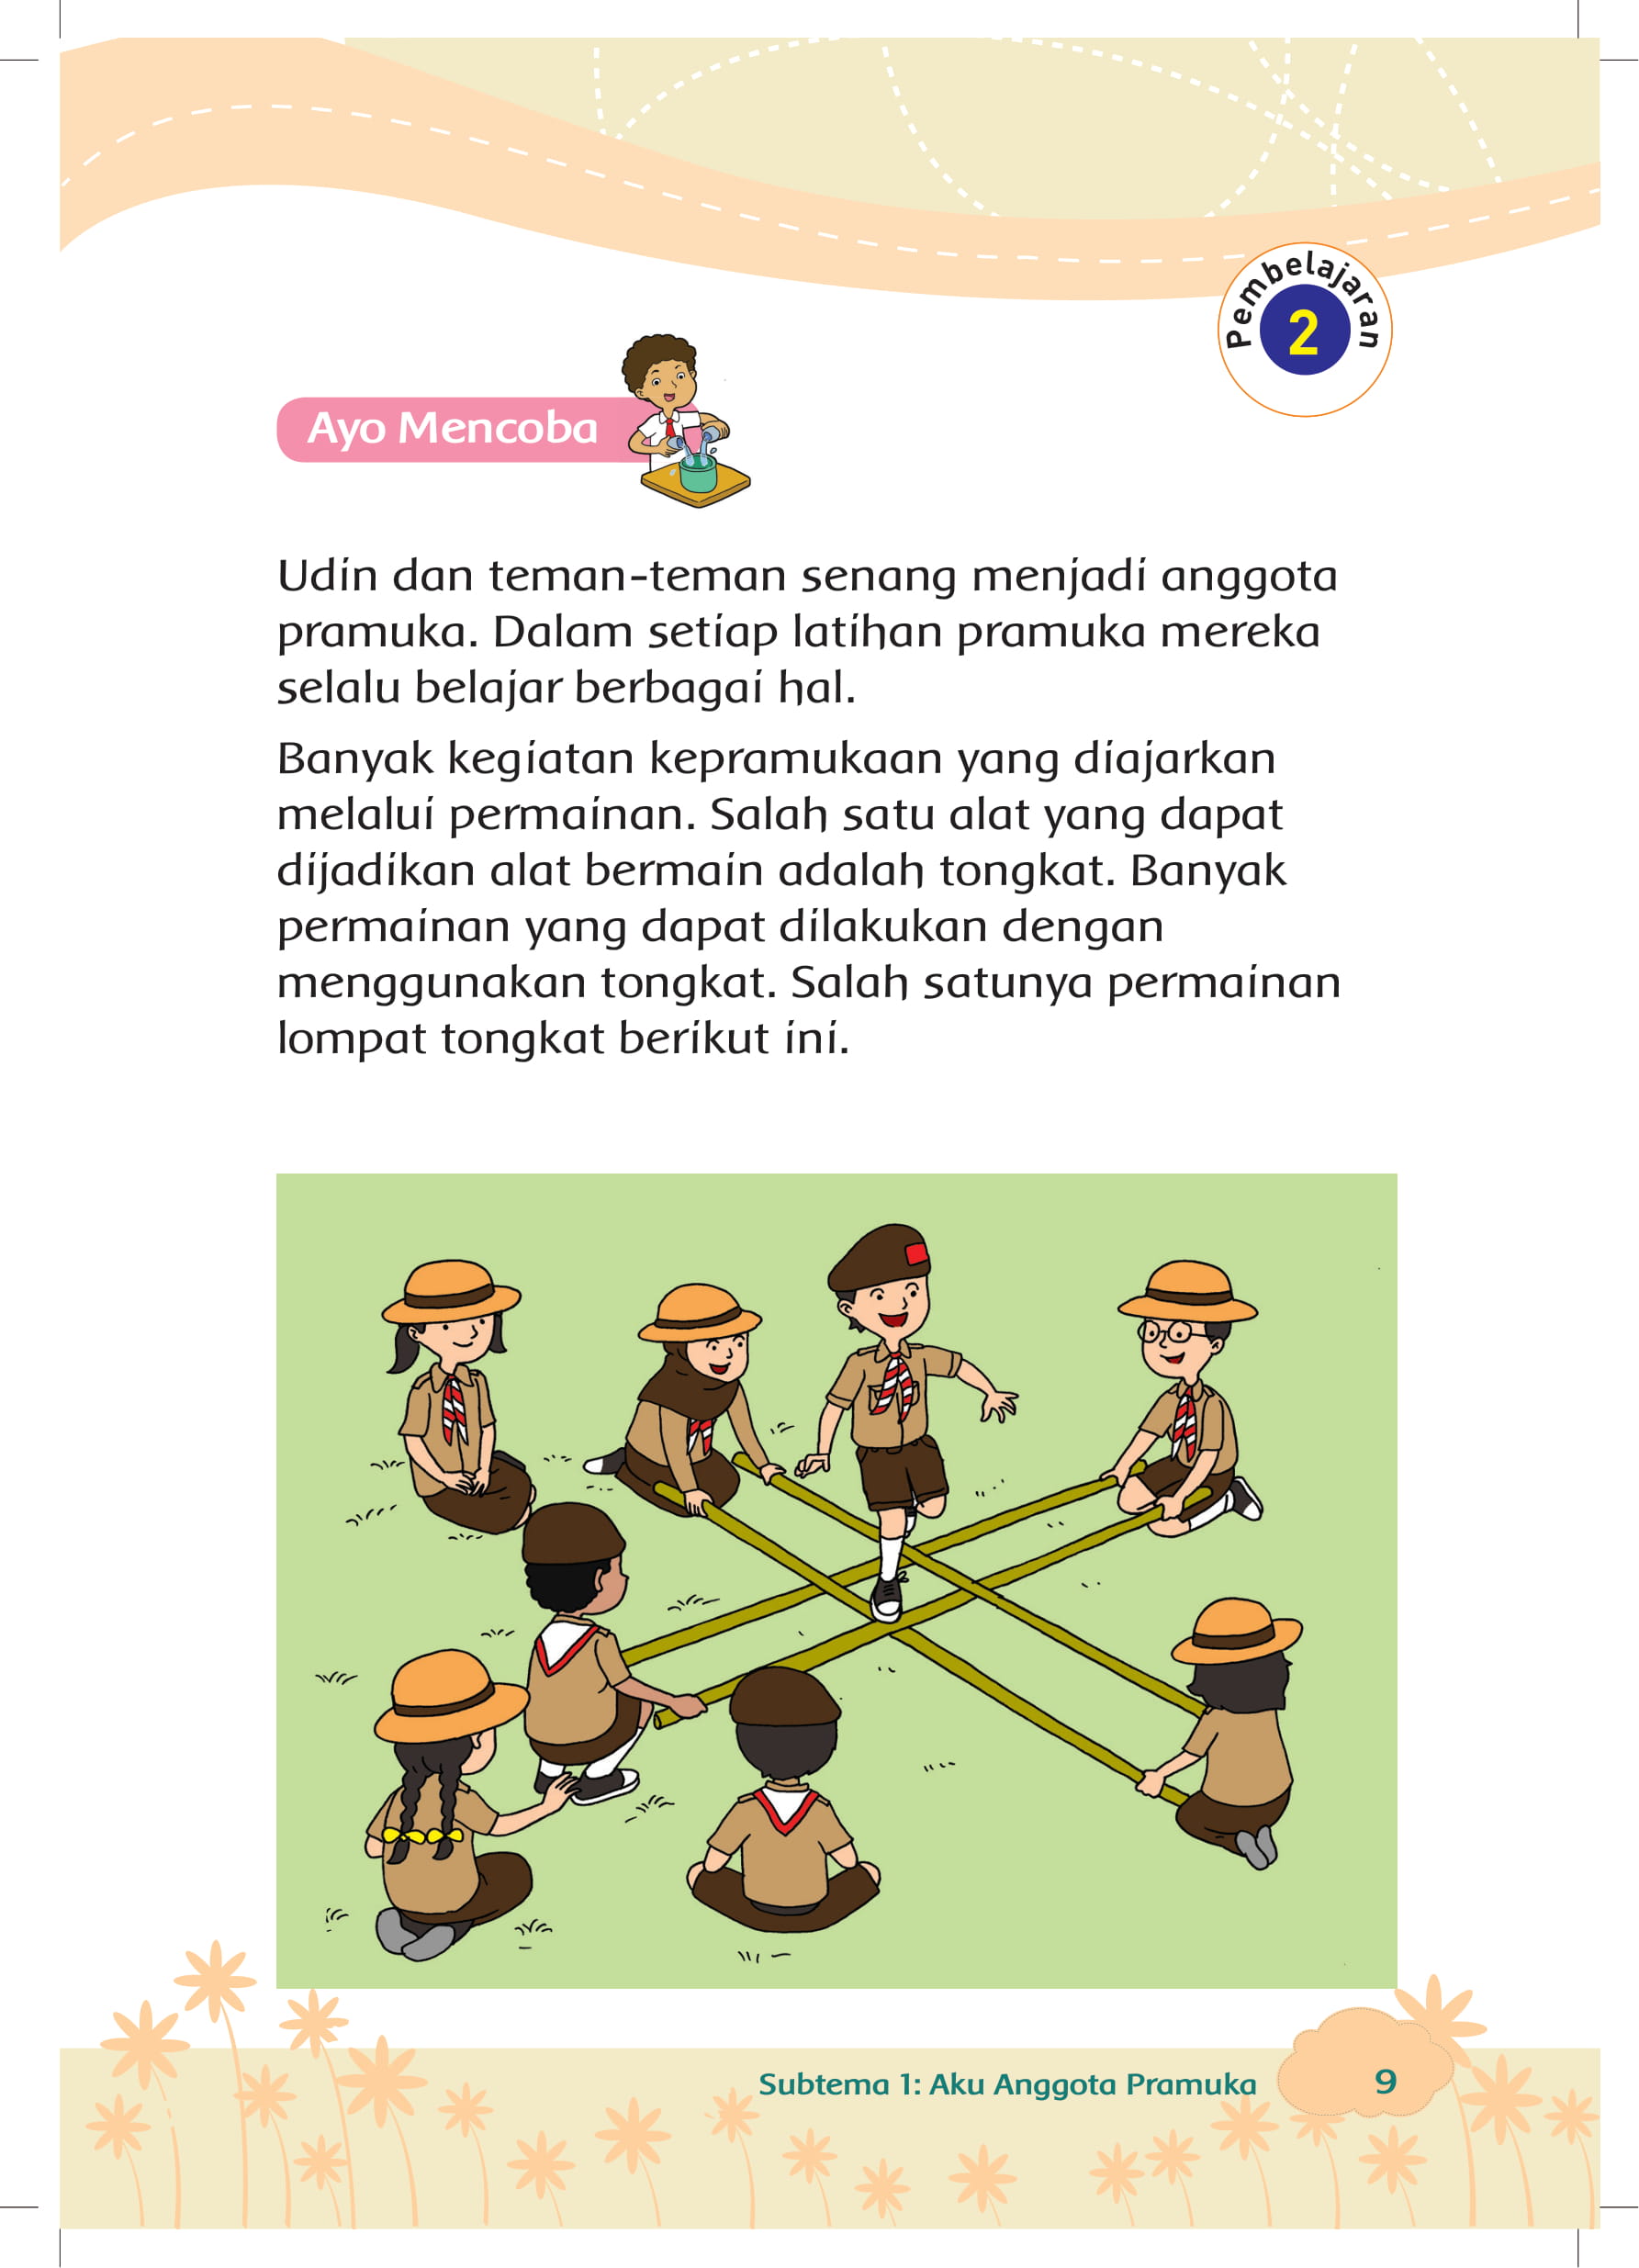 Pembelajaran
2
Ayo Mencoba
Udin dan teman-teman senang menjadi anggota
pramuka. Dalam setiap latihan pramuka mereka
selalu belajar berbagai hal.
Banyak kegiatan kepramukaan yang diajarkan
melalui permainan. Salah satu alat yang dapat
dijadikan alat bermain adalah tongkat. Banyak
permainan yang dapat dilakukan dengan
menggunakan tongkat. Salah satunya permainan
lompat tongkat berikut ini.
Subtema 1: Aku Anggota Pramuka
9